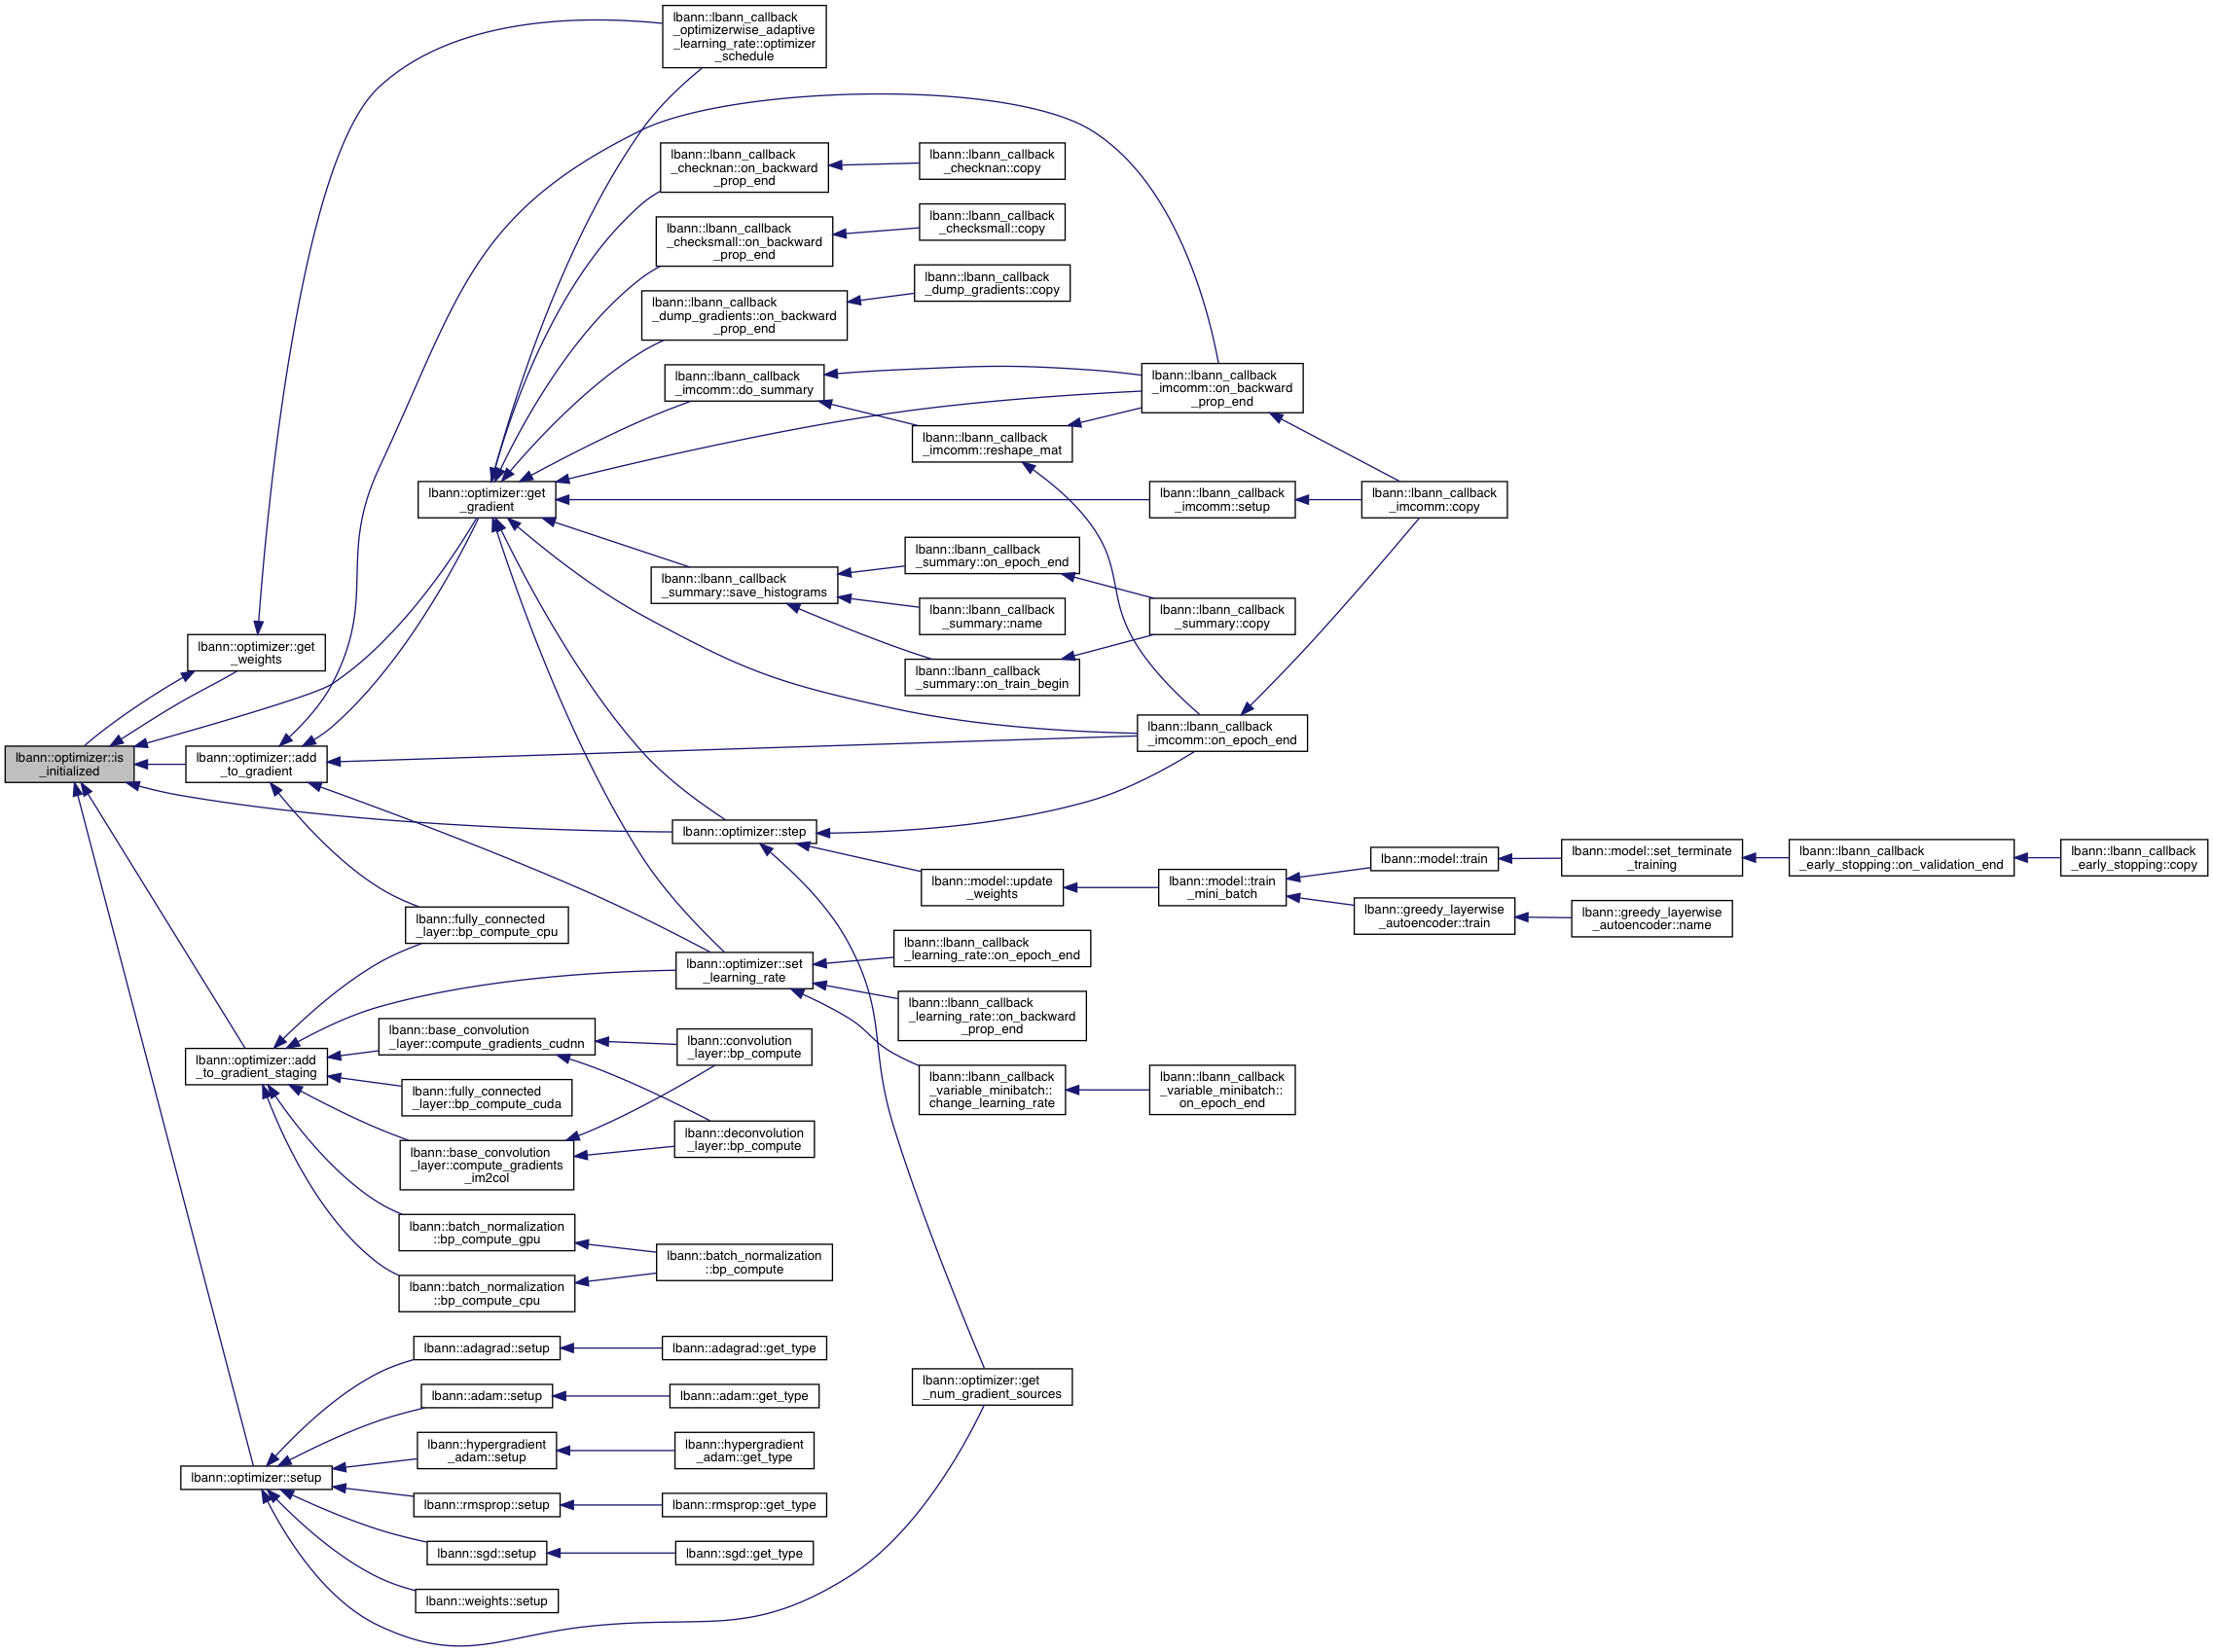 lbann::lbann_callback
_optimizerwise_adaptive
_learning_rate::optimizer
_schedule
lbann::lbann_callback
_checknan::on_backward
_prop_end
lbann::lbann_callback
_checknan::copy
lbann::lbann_callback
_checksmall::on_backward
_prop_end
lbann::lbann_callback
_checksmall::copy
lbann::lbann_callback
_dump_gradients::on_backward
_prop_end
lbann::lbann_callback
_dump_gradients::copy
lbann::lbann_callback
_imcomm::do_summary
lbann::lbann_callback
_imcomm::on_backward
_prop_end
lbann::lbann_callback
_imcomm::reshape_mat
lbann::optimizer::get
_gradient
lbann::lbann_callback
_imcomm::setup
lbann::lbann_callback
_imcomm::copy
lbann::lbann_callback
_summary::save_histograms
lbann::lbann_callback
_summary::on_epoch_end
lbann::lbann_callback
_summary::name
lbann::lbann_callback
_summary::copy
lbann::lbann_callback
_summary::on_train_begin
lbann::optimizer::get
_weights
lbann::optimizer::is
_initialized
lbann::optimizer::add
_to_gradient
lbann::lbann_callback
_imcomm::on_epoch_end
lbann::optimizer::step
lbann::model::update
_weights
lbann::model::train
_mini_batch
lbann::model::train
lbann::model::set_terminate
_training
lbann::lbann_callback
_early_stopping::on_validation_end
lbann::lbann_callback
_early_stopping::copy
lbann::greedy_layerwise
_autoencoder::train
lbann::greedy_layerwise
_autoencoder::name
lbann::fully_connected
_layer::bp_compute_cpu
lbann::optimizer::set
_learning_rate
lbann::lbann_callback
_learning_rate::on_epoch_end
lbann::lbann_callback
_learning_rate::on_backward
_prop_end
lbann::lbann_callback
_variable_minibatch::
change_learning_rate
lbann::lbann_callback
_variable_minibatch::
on_epoch_end
lbann::optimizer::add
_to_gradient_staging
lbann::base_convolution
_layer::compute_gradients_cudnn
lbann::convolution
_layer::bp_compute
lbann::fully_connected
_layer::bp_compute_cuda
lbann::base_convolution
_layer::compute_gradients
_im2col
lbann::deconvolution
_layer::bp_compute
lbann::batch_normalization
::bp_compute_gpu
lbann::batch_normalization
::bp_compute
lbann::batch_normalization
::bp_compute_cpu
lbann::adagrad::setup
lbann::adagrad::get_type
lbann::adam::setup
lbann::adam::get_type
lbann::optimizer::get
_num_gradient_sources
lbann::hypergradient
_adam::setup
lbann::hypergradient
_adam::get_type
lbann::optimizer::setup
lbann::rmsprop::setup
lbann::rmsprop::get_type
lbann::sgd::setup
lbann::sgd::get_type
lbann::weights::setup